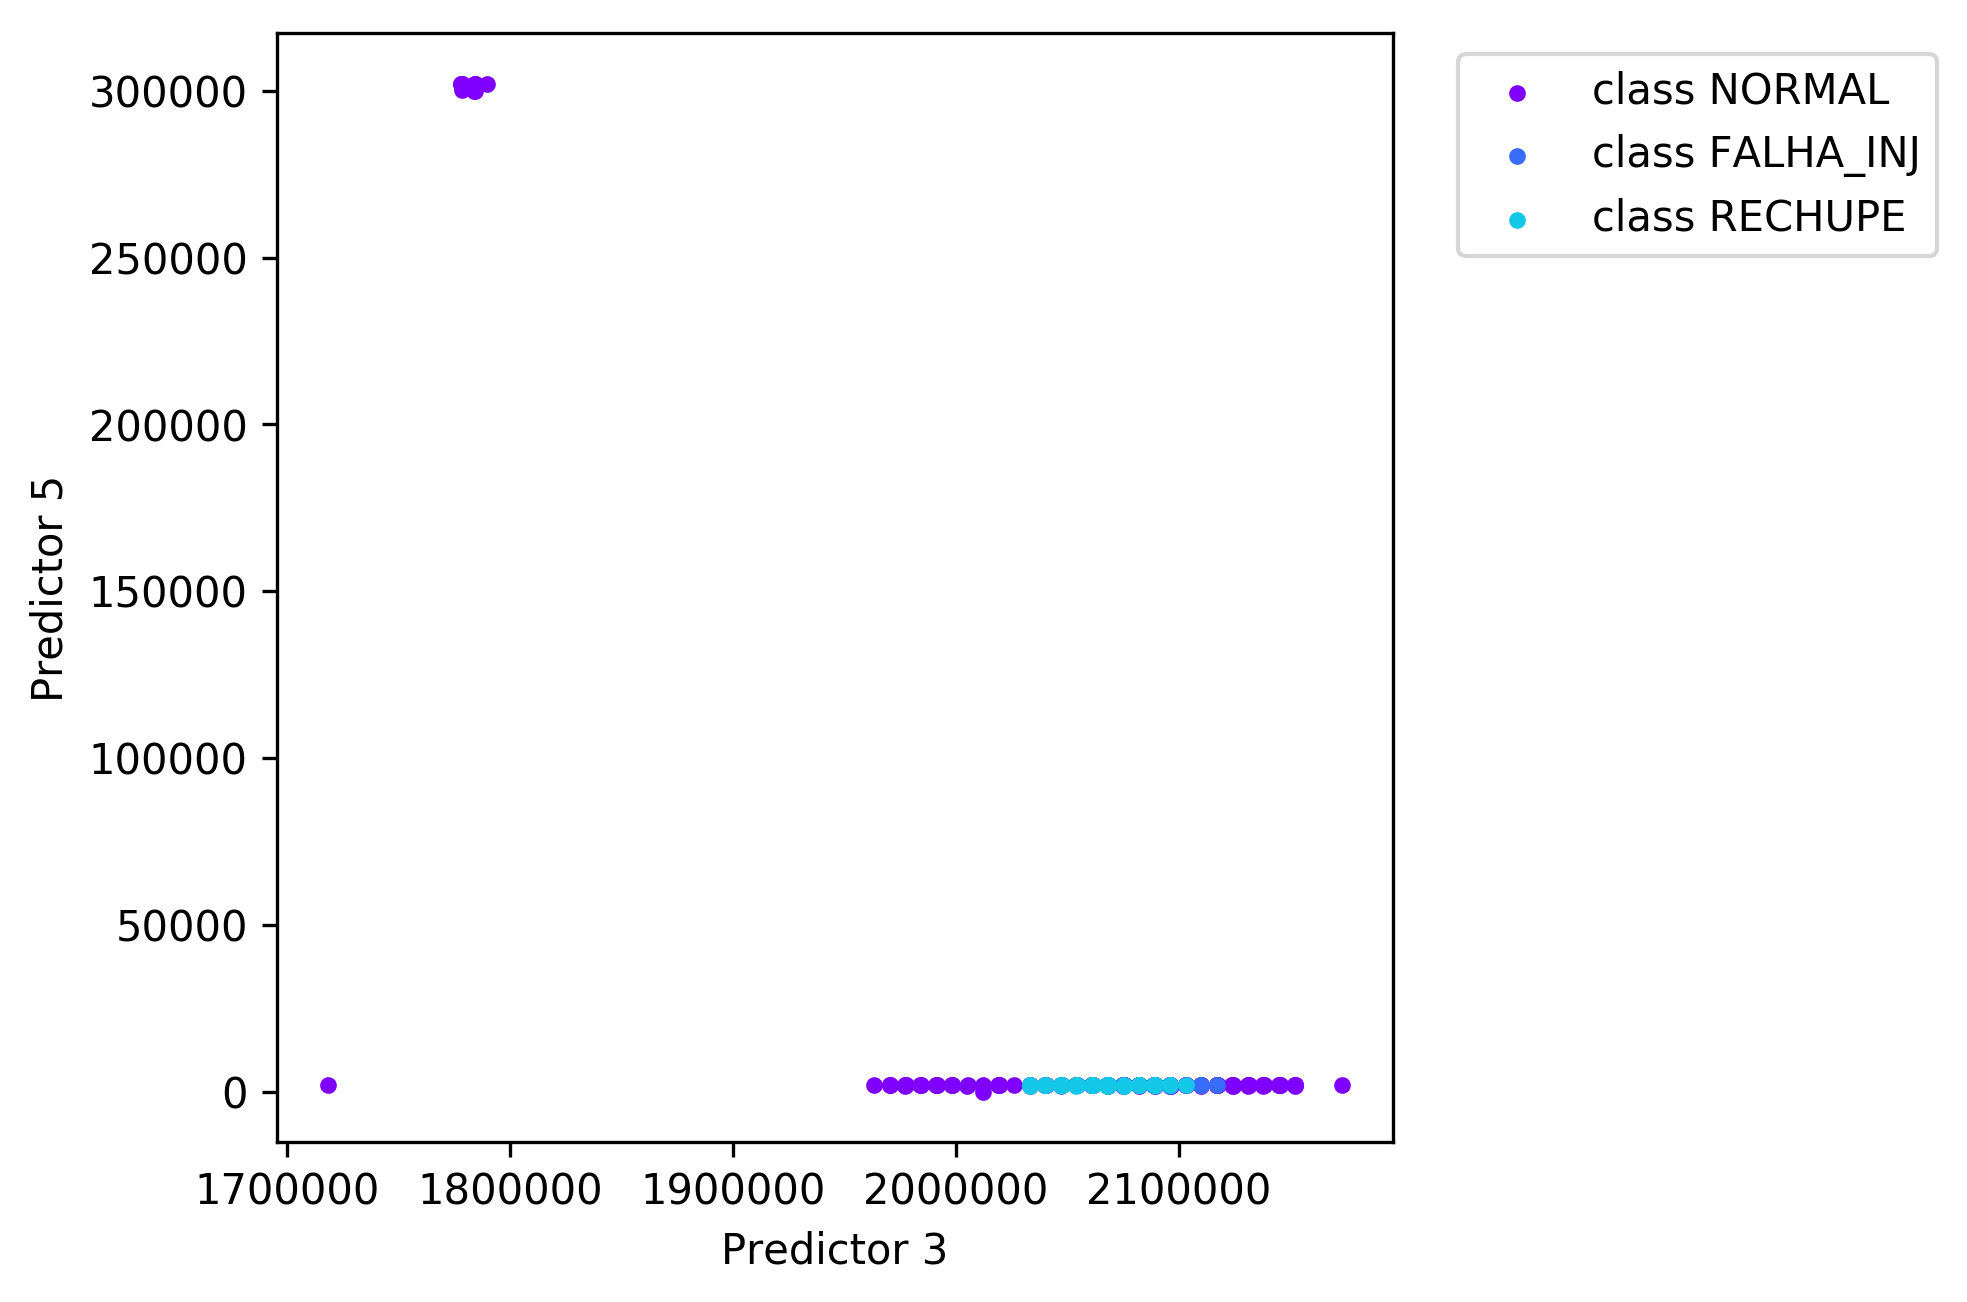 300000
250000
200000
150000
100000
50000
0
Predictor 5
1700000 1800000 1900000 2000000 2100000
Predictor 3
class NORMAL
class FALHA_INJ
class RECHUPE